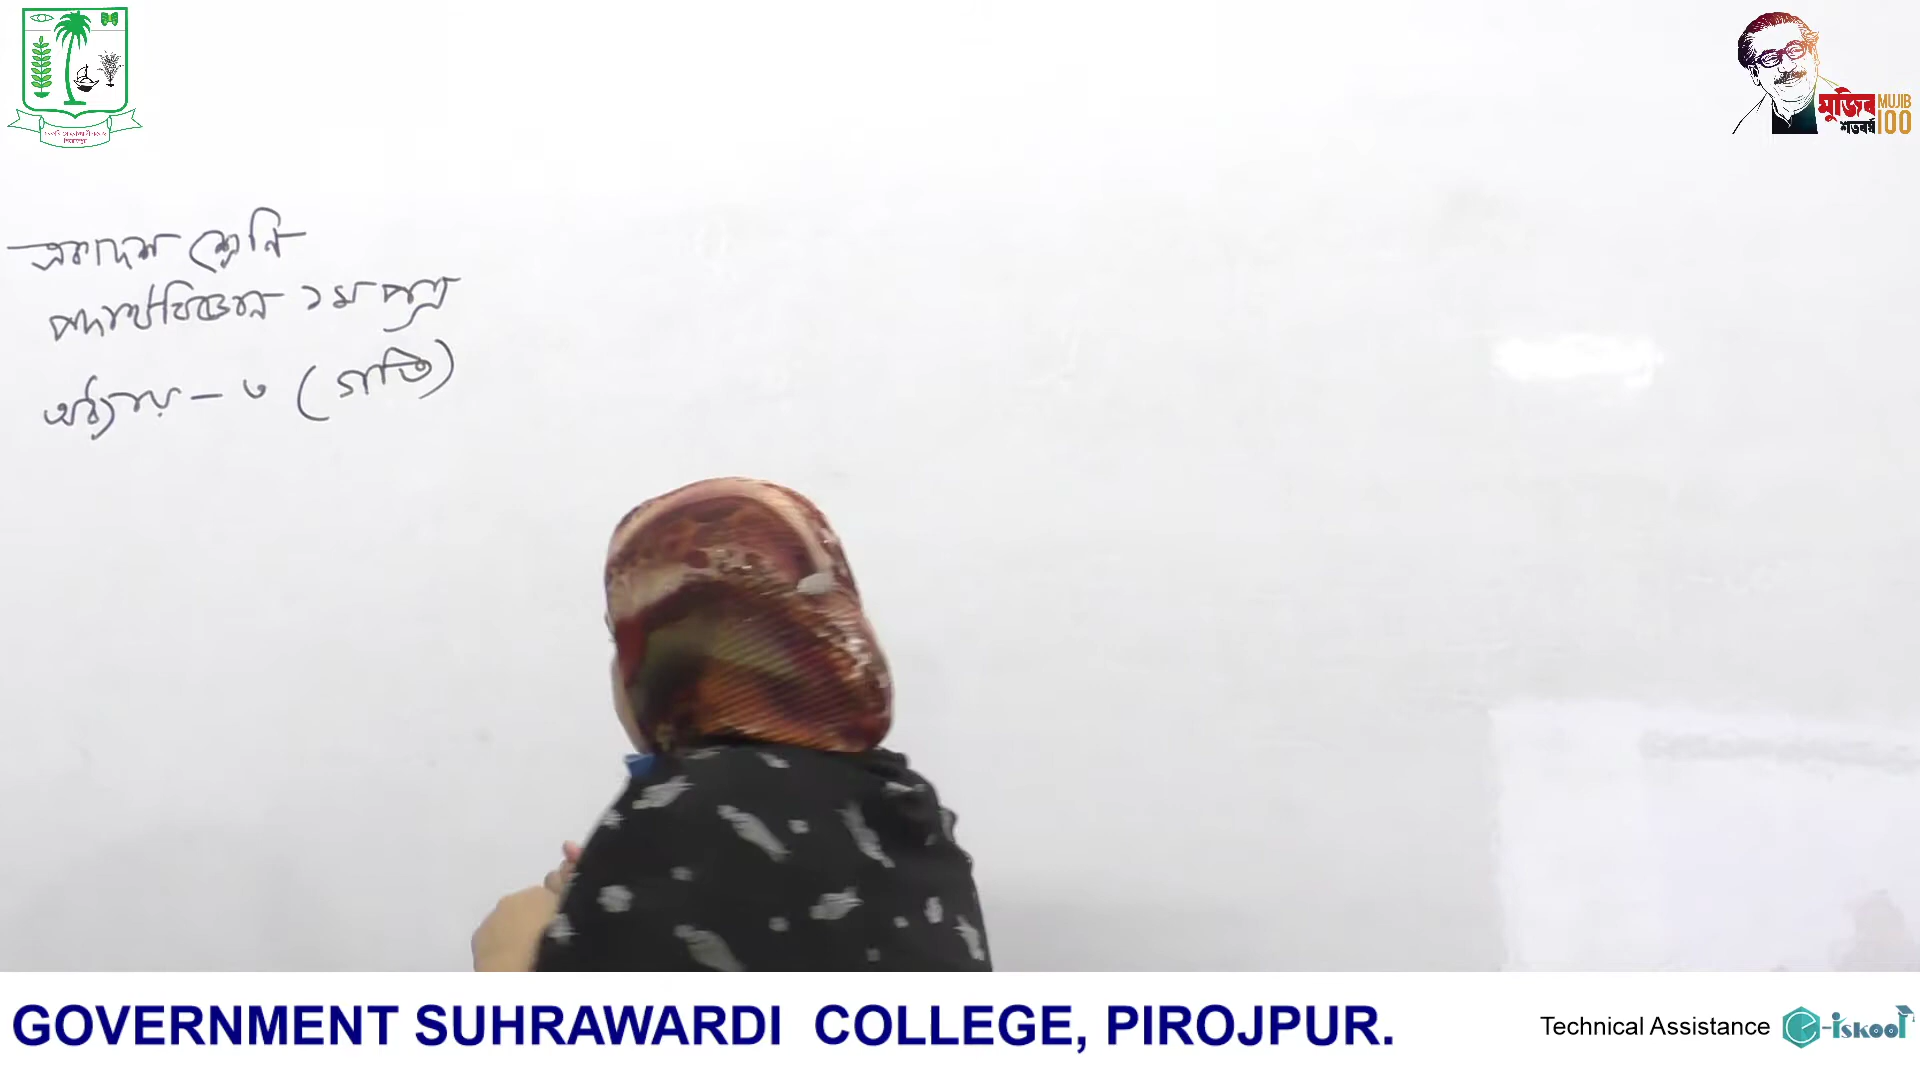 মুজিব MUJIB
শতবর্ষ 100
একাদশ শ্রেণি
পদার্থবিজ্ঞান ১ম পত্র
অধ্যায় – ৩ (গতি)
GOVERNMENT SUHRAWARDI COLLEGE, PIROJPUR.
Technical Assistance e-iskool